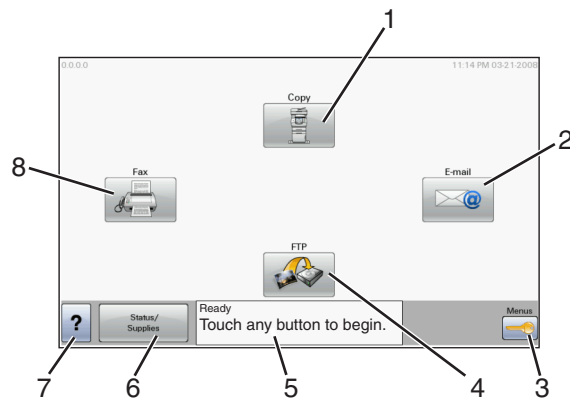 1
0.0.0.0
11:14 PM 03-21-2008
Copy
2
8
Fax
E-mail
@
FTP
Ready
Touch any button to begin.
?
Status/
Supplies
Menus
7
6
5
4
3